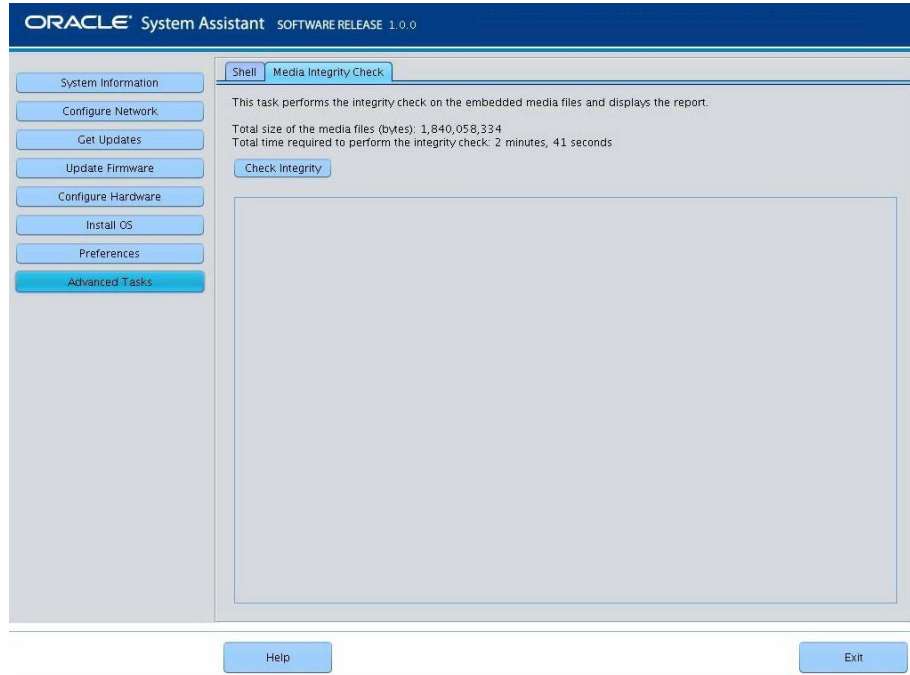 ORACLE System Assistant SOFTWARE RELEASE 1.0.0
System Information
Configure Network
Get Updates
Update Firmware
Configure Hardware
Install OS
Preferences
Advanced Tasks
Shell Media Integrity Check
This task performs the integrity check on the embedded media files and displays the report.
Total size of the media files (bytes): 1,840,058,334
Total time required to perform the integrity check: 2 minutes, 41 seconds
Check Integrity
Help Exit